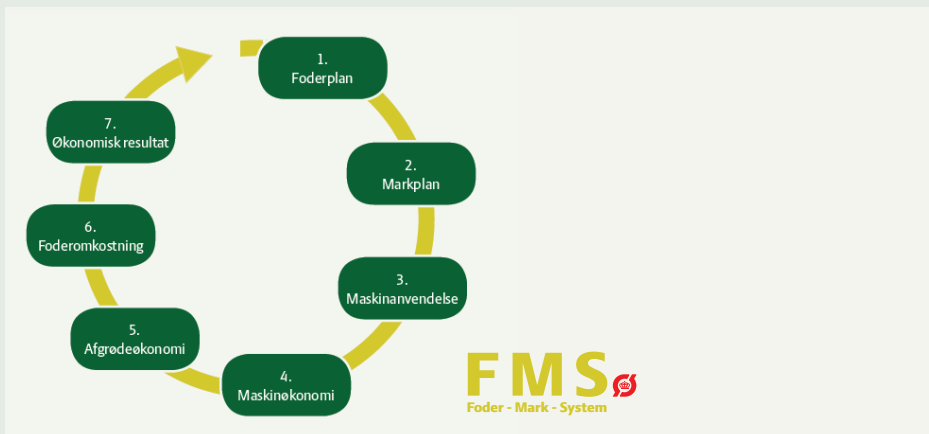 1.
Foderplan
2.
Markplan
3.
Maskinanvendelse
4.
Maskinøkonomi
5.
Afgrødeøkonomi
6.
Foderomkostning
7.
Økonomisk resultat
FMS
Foder - Mark - System